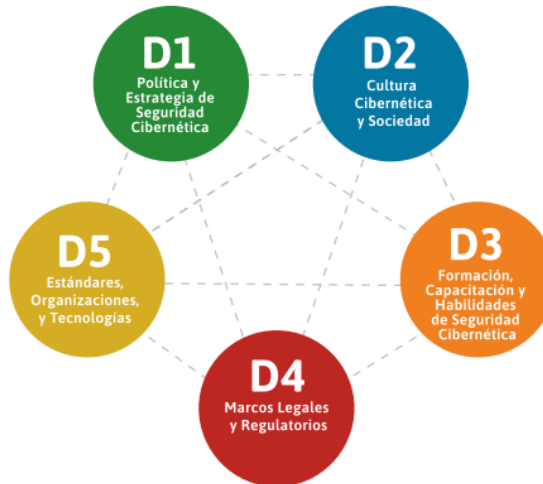 D1
Política y
Estrategia de
Seguridad
Cibernética
D2
Cultura
Cibernética
y Sociedad
D3
Formación,
Capacitación y
Habilidades
de Seguridad
Cibernética
D4
Marcos Legales
y Regulatorios
D5
Estándares,
Organizaciones,
y Tecnologías